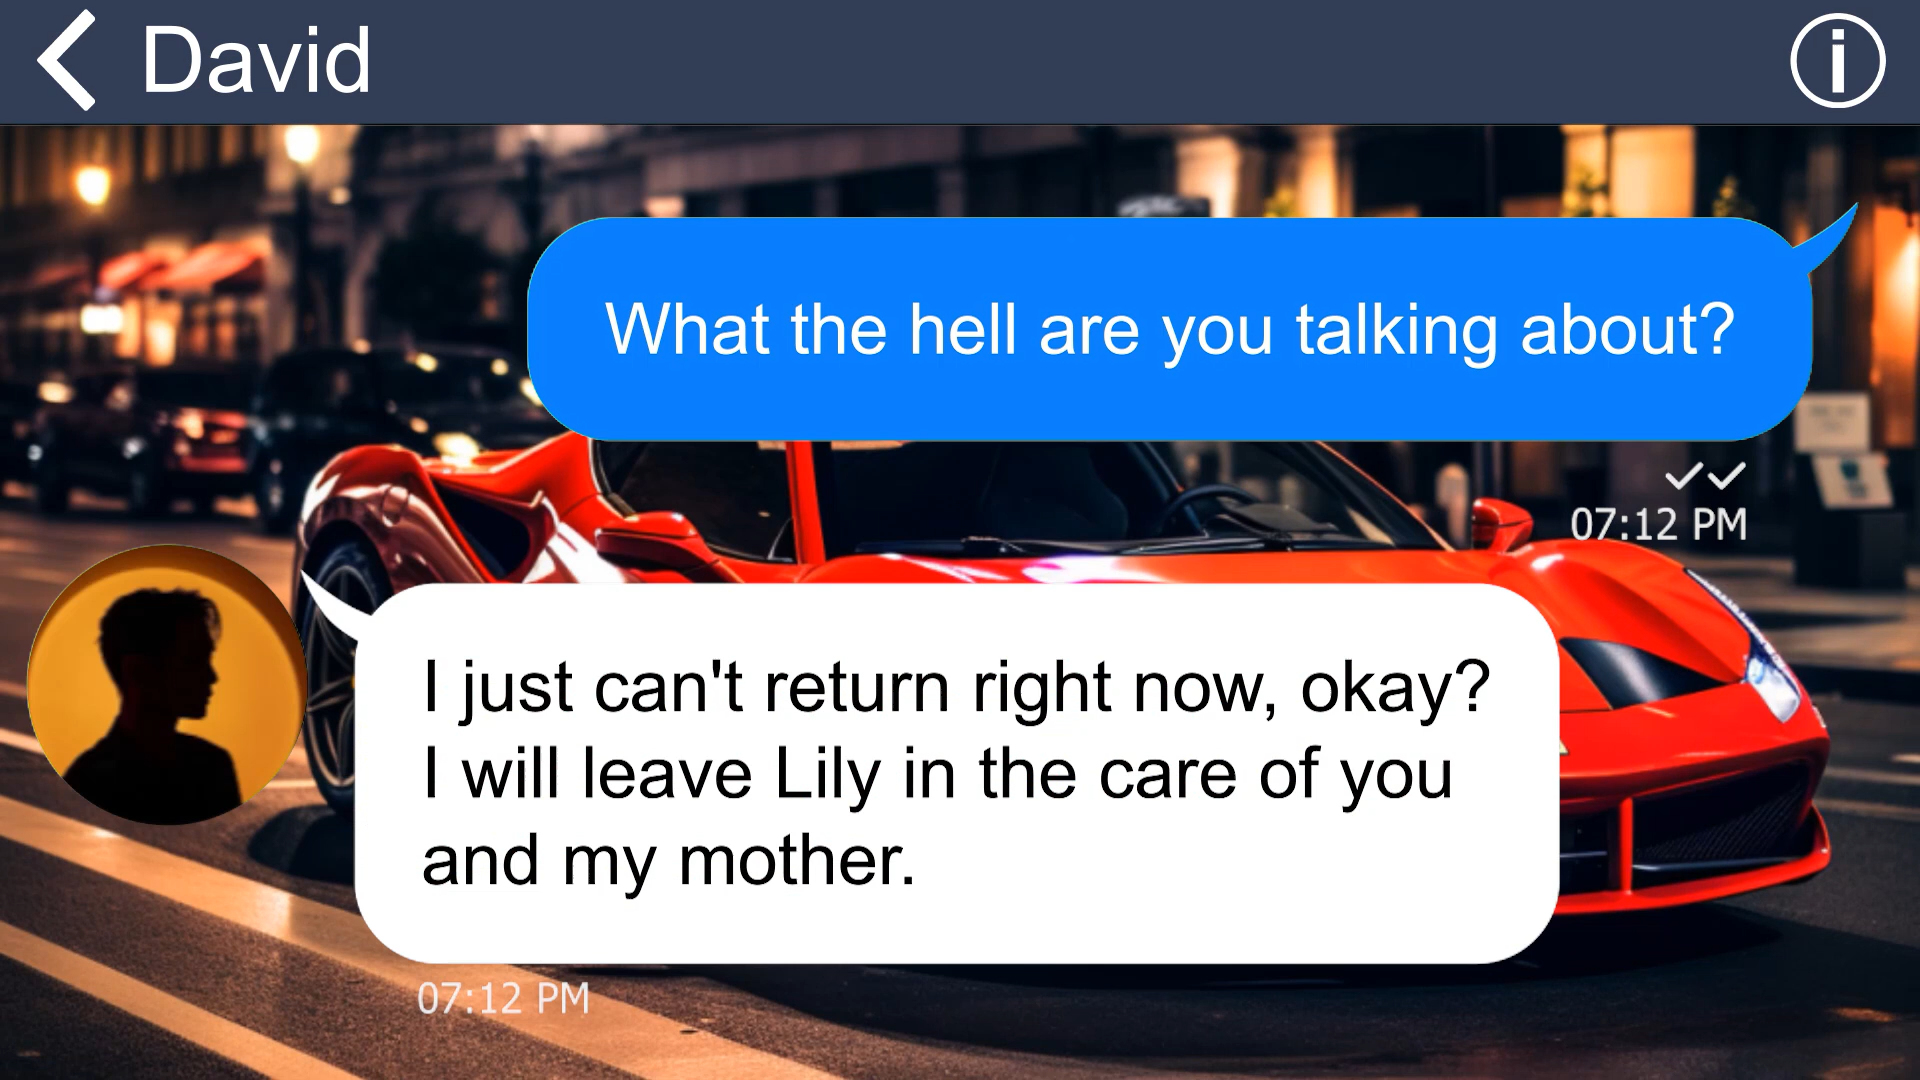 David
What the hell are you talking about?
07:12 PM
I just can't return right now, okay?
I will leave Lily in the care of you
and my mother.
07:12 PM